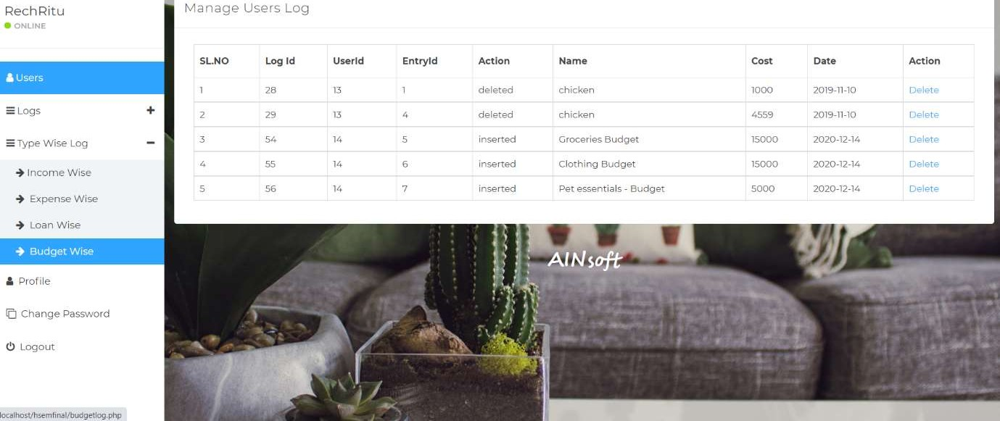 RechRitu
ONLINE
Users
Logs
Type Wise Log
Income Wise
Expense Wise
Loan Wise
Budget Wise
Profile
Change Password
Logout
localhost/hsemfinal/budgetlog.php
Manage Users Log
SL.NO Log Id UserId EntryId Action Name Cost Date Action
1 28 13 1 deleted chicken 1000 2019-11-10 Delete
2 29 13 4 deleted chicken 4559 2019-11-10 Delete
3 54 14 5 inserted Groceries Budget 15000 2020-12-14 Delete
4 55 14 6 inserted Clothing Budget 15000 2020-12-14 Delete
5 56 14 7 inserted Pet essentials - Budget 5000 2020-12-14 Delete
AINsoft